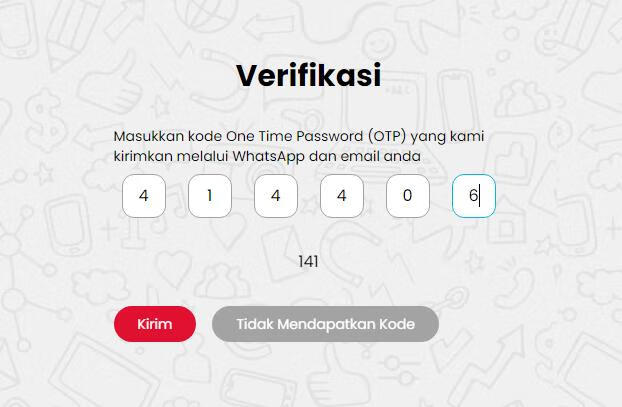 Verifikasi
Masukkan kode One Time Password (OTP) yang kami
kirimkan melalui WhatsApp dan email anda
4 1 4 4 0 6
141
Kirim Tidak Mendapatkan Kode